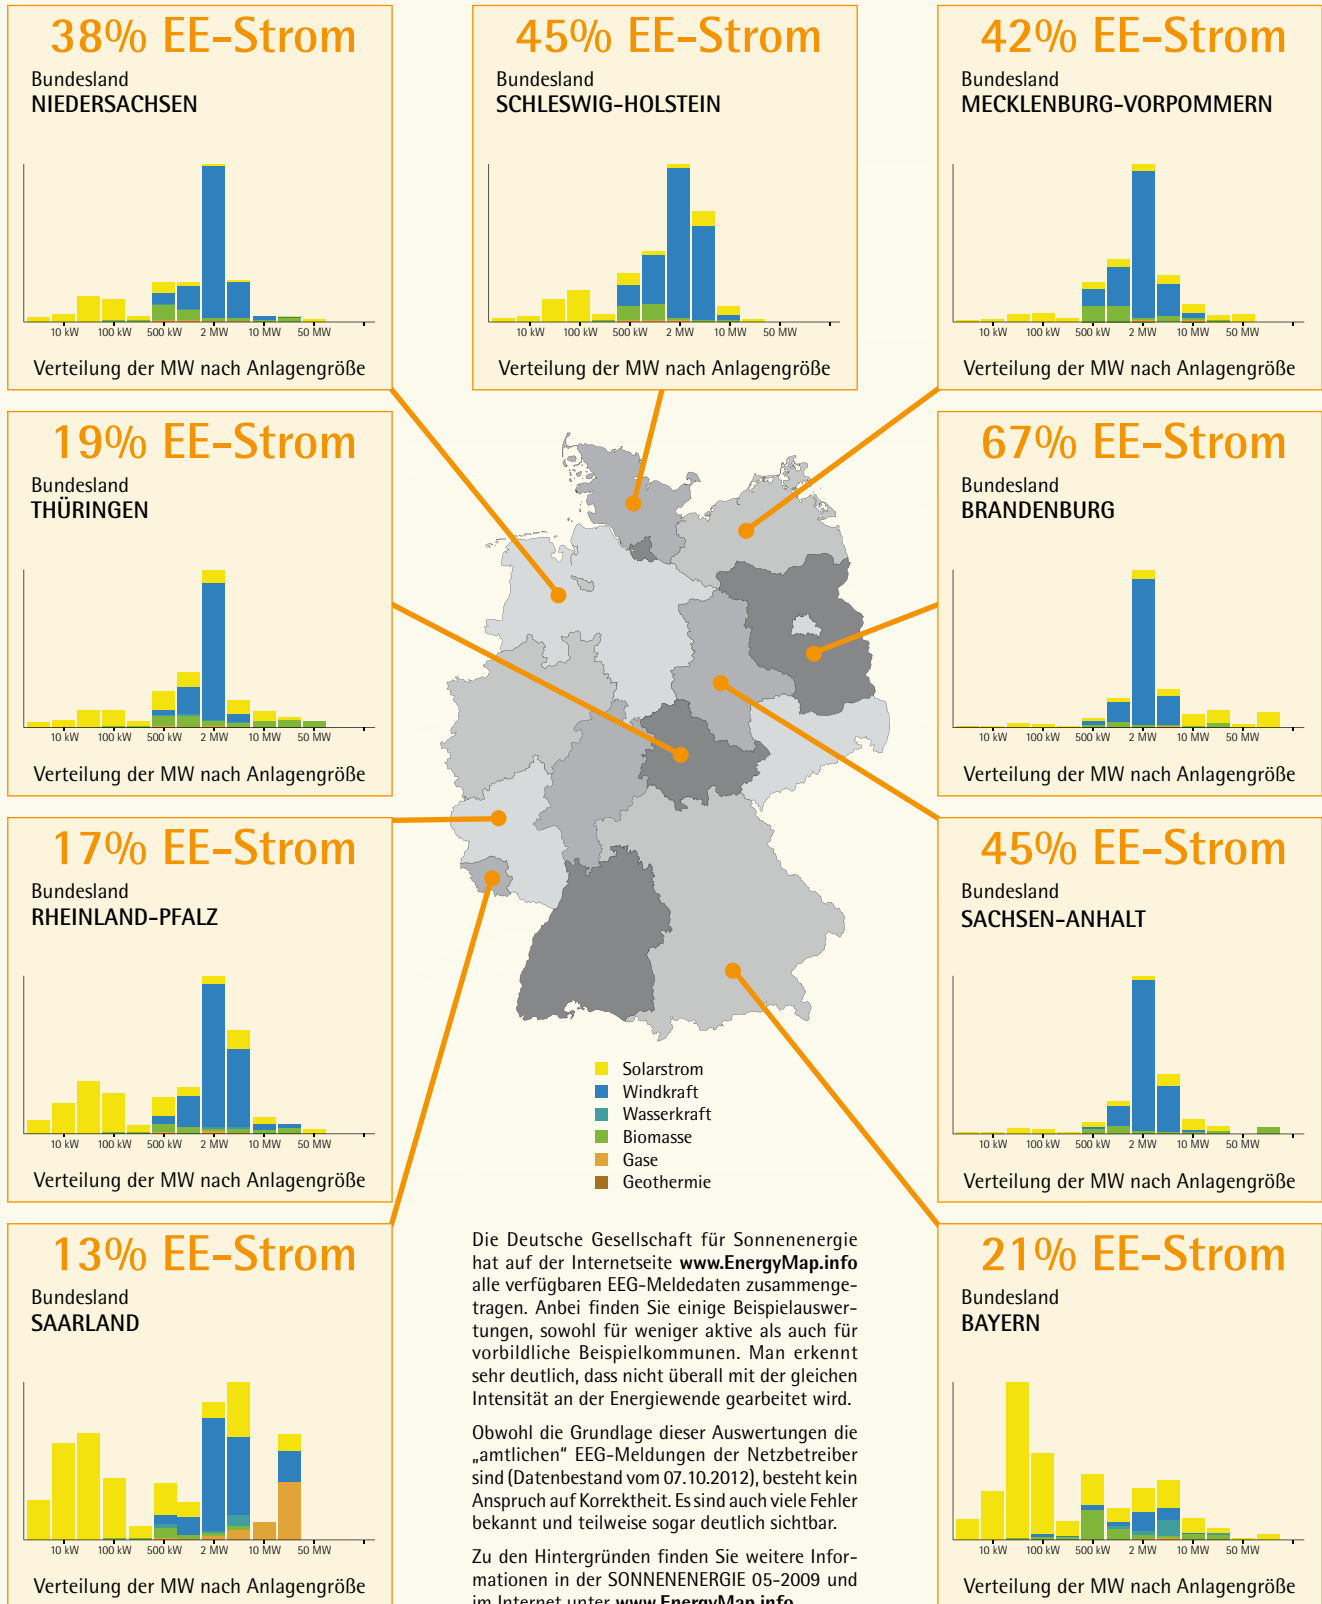 38% EE-Strom
Bundesland
NIEDERSACHSEN
10 kW 100 kW 500 kW 2 MW 10 MW 50 MW
Verteilung der MW nach Anlagengröße
45% EE-Strom
Bundesland
SCHLESWIG-HOLSTEIN
10 kW 100 kW 500 kW 2 MW 10 MW 50 MW
Verteilung der MW nach Anlagengröße
42% EE-Strom
Bundesland
MECKLENBURG-VORPOMMERN
10 kW 100 kW 500 kW 2 MW 10 MW 50 MW
Verteilung der MW nach Anlagengröße
19% EE-Strom
Bundesland
THÜRINGEN
10 kW 100 kW 500 kW 2 MW 10 MW 50 MW
Verteilung der MW nach Anlagengröße
67% EE-Strom
Bundesland
BRANDENBURG
10 kW 100 kW 500 kW 2 MW 10 MW 50 MW
Verteilung der MW nach Anlagengröße
17% EE-Strom
Bundesland
RHEINLAND-PFALZ
10 kW 100 kW 500 kW 2 MW 10 MW 50 MW
Verteilung der MW nach Anlagengröße
45% EE-Strom
Bundesland
SACHSEN-ANHALT
10 kW 100 kW 500 kW 2 MW 10 MW 50 MW
Verteilung der MW nach Anlagengröße
Solarstrom
Windkraft
Wasserkraft
Biomasse
Gase
Geothermie
13% EE-Strom
Bundesland
SAARLAND
10 kW 100 kW 500 kW 2 MW 10 MW 50 MW
Verteilung der MW nach Anlagengröße
Die Deutsche Gesellschaft für Sonnenenergie
hat auf der Internetseite www.EnergyMap.info
alle verfügbaren EEG-Meldedaten zusammenge-
tragen. Anbei finden Sie einige Beispielauswer-
tungen, sowohl für weniger aktive als auch für
vorbildliche Beispielkommunen. Man erkennt
sehr deutlich, dass nicht überall mit der gleichen
Intensität an der Energiewende gearbeitet wird.
Obwohl die Grundlage dieser Auswertungen die
„amtlichen" EEG-Meldungen der Netzbetreiber
sind (Datenbestand vom 07.10.2012), besteht kein
Anspruch auf Korrektheit. Es sind auch viele Fehler
bekannt und teilweise sogar deutlich sichtbar.
Zu den Hintergründen finden Sie weitere Infor-
mationen in der SONNENENERGIE 05-2009 und
im Internet unter www.EnergyMap.info
21% EE-Strom
Bundesland
BAYERN
10 kW 100 kW 500 kW 2 MW 10 MW 50 MW
Verteilung der MW nach Anlagengröße